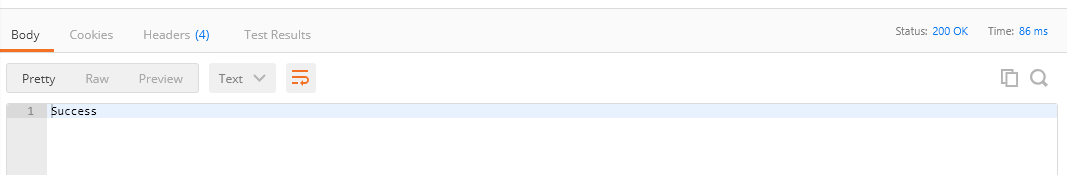 Body Cookies Headers (4) Test Results Status: 200 OK Time: 86 ms
Pretty Raw Preview Text
1 Success